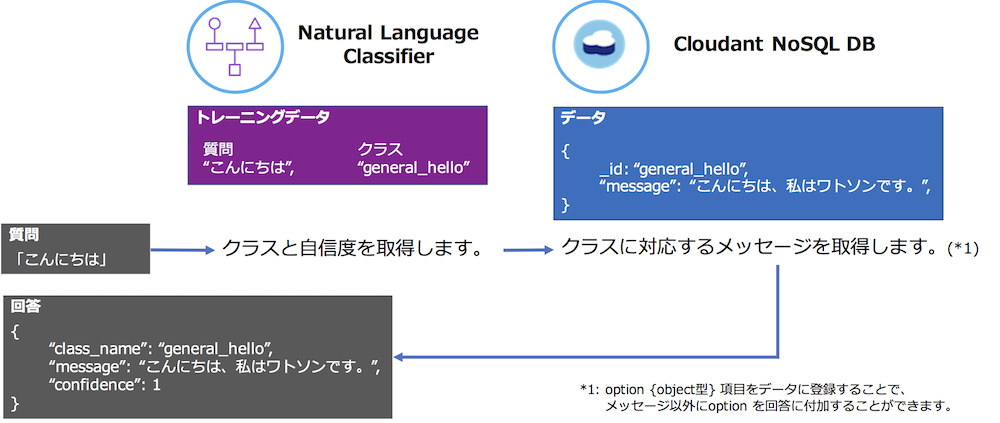 Natural Language
Classifier
Cloudant NoSQL DB
トレーニングデータ
質問 クラス
“こんにちは”, “general_hello”
データ
{
_id: “general_hello”,
“message”: “こんにちは、私はワトソンです。”,
}
質問
「こんにちは」
クラスと自信度を取得します。
クラスに対応するメッセージを取得します。(*1)
回答
{
“class_name”: “general_hello”,
“message”: “こんにちは、私はワトソンです。”,
“confidence”: 1
}
*1: option {object型} 項目をデータに登録することで、
メッセージ以外にoption を回答に付加することができます。